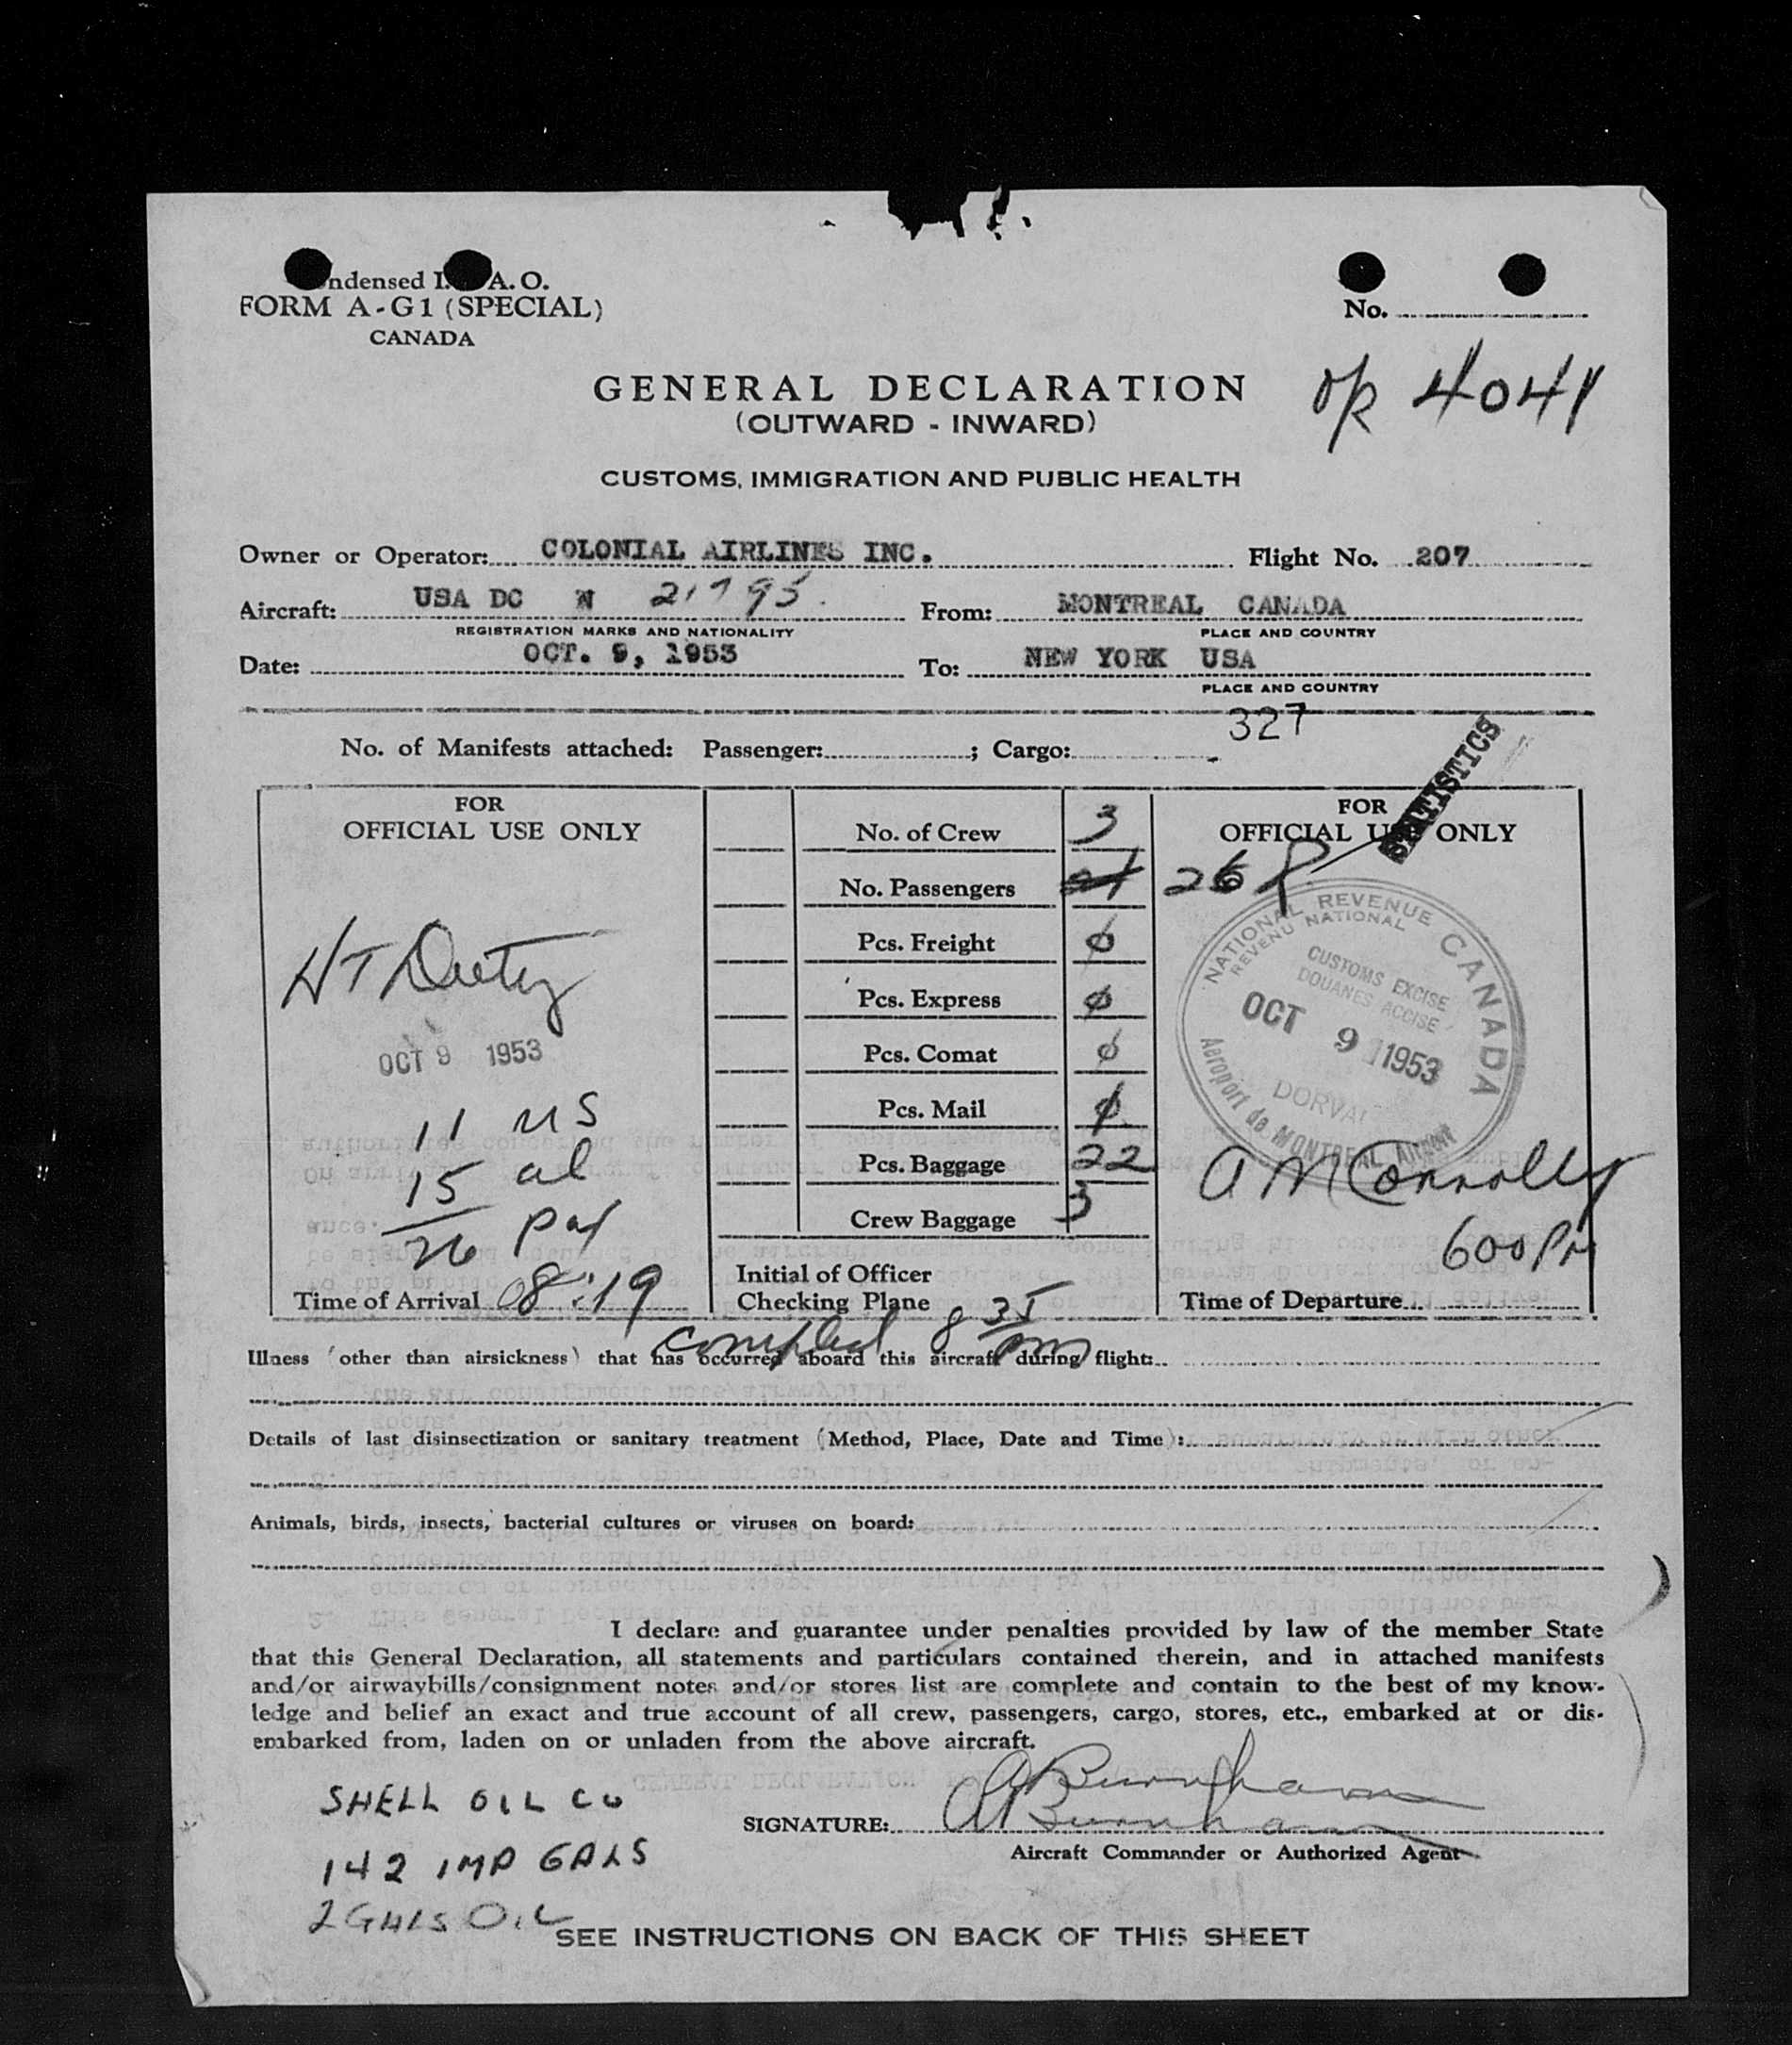 ndensed I. A. O.
FORM A-G1 (SPECIAL)
CANADA
No.
OR 4041
GENERAL DECLARATION
(OUTWARD - INWARD)
CUSTOMS, IMMIGRATION AND PUBLIC HEALTH
Owner or Operator: COLONIAL AIRLINES INC. Flight No. 207
Aircraft: USA DC N 21795 From: MONTREAL CANADA
REGISTRATION MARKS AND NATIONALITY PLACE AND COUNTRY
Date: OCT. 9, 1953 To: NEW YORK USA
PLACE AND COUNTRY
327
No. of Manifests attached: Passenger: ; Cargo:
STATISTICS
FOR
OFFICIAL USE ONLY
OCT 9 1953
11 US
15 al
26 pax
Time of Arrival 08:19
No. of Crew 3
No. Passengers 26
Pcs. Freight ϕ
Pcs. Express ϕ
Pcs. Comat ϕ
Pcs. Mail ϕ
Pcs. Baggage 22
Crew Baggage 3
Initial of Officer
Checking Plane
FOR
OFFICIAL USE ONLY
NATIONAL REVENUE CANADA
REVENU NATIONAL
CUSTOMS EXCISE
DOUANES ACCISE
OCT 9 1953
DORVAL
Aeroport de MONTREAL Airport
A M Connolly
600 Pm
Time of Departure
8 35 pm
Illness (other than airsickness) that has occurred aboard this aircraft during flight:
Details of last disinsectization or sanitary treatment (Method, Place, Date and Time):
Animals, birds, insects, bacterial cultures or viruses on board:
I declare and guarantee under penalties provided by law of the member State
that this General Declaration, all statements and particulars contained therein, and in attached manifests
and/or airwaybills/consignment notes and/or stores list are complete and contain to the best of my know-
ledge and belief an exact and true account of all crew, passengers, cargo, stores, etc., embarked at or dis-
embarked from, laden on or unladen from the above aircraft.
SHELL OIL CO
142 IMP GALS
2 GALS OIL
A Burnham
SIGNATURE: A Burnham
Aircraft Commander or Authorized Agent
SEE INSTRUCTIONS ON BACK OF THIS SHEET